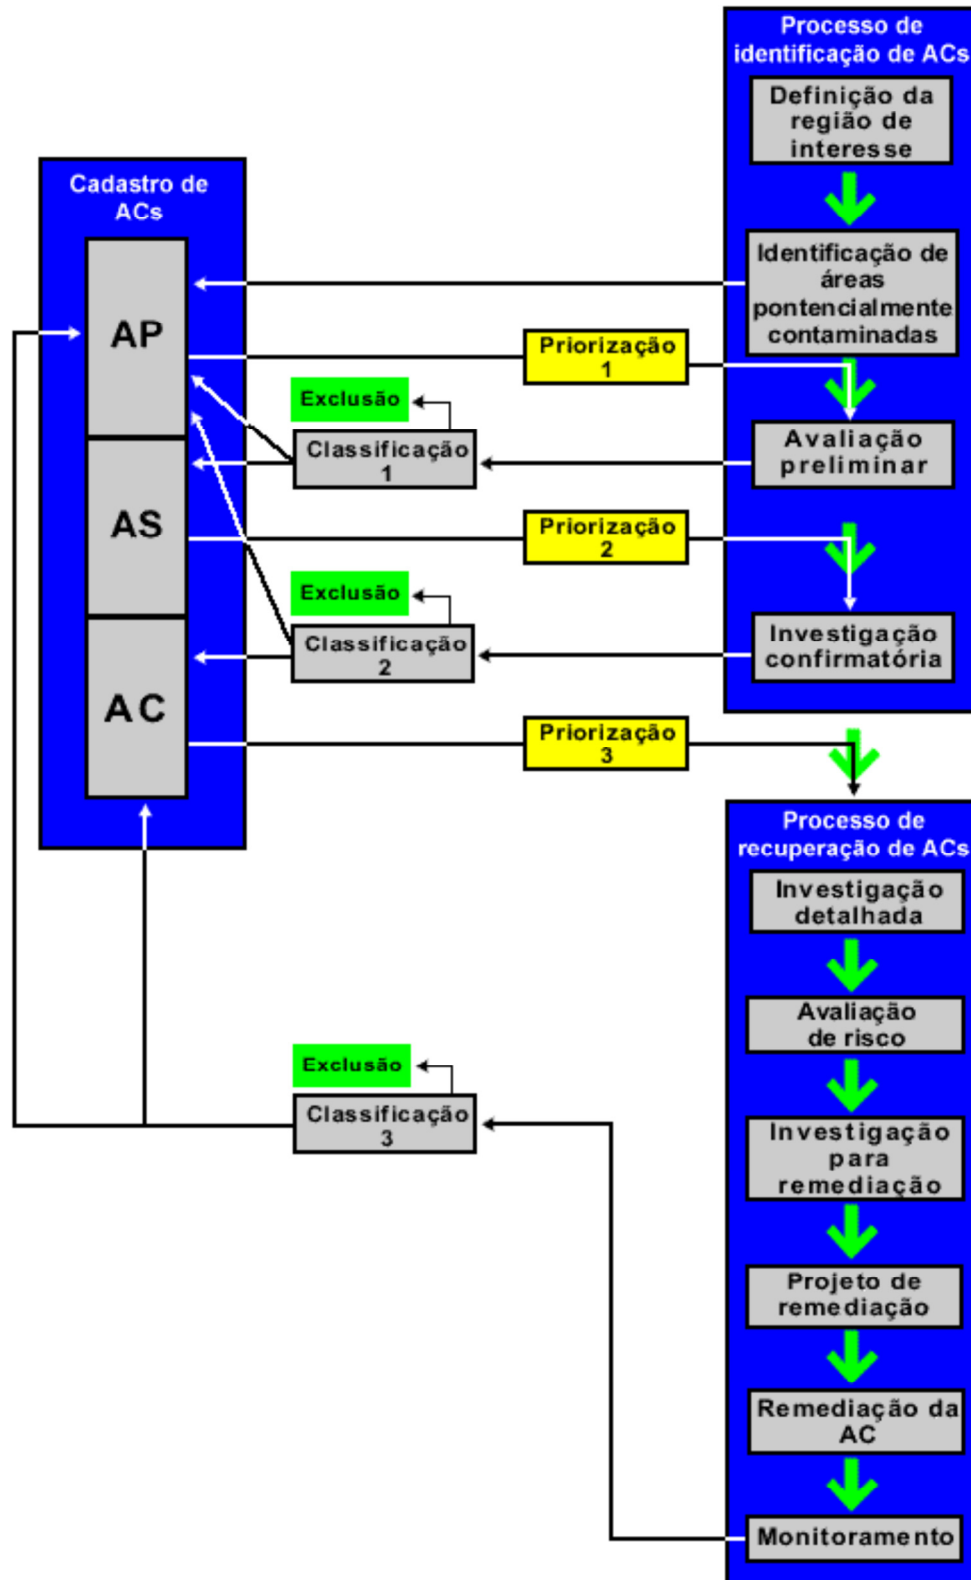 Processo de
identificação de ACs
Definição da
região de
interesse
Cadastro de
ACs
Identificação de
áreas
pontencialmente
contaminadas
AP
Priorização
1
Exclusão
Classificação
1
Avaliação
preliminar
AS
Priorização
2
Exclusão
Classificação
2
Investigação
confirmatória
AC
Priorização
3
Processo de
recuperação de ACs
Investigação
detalhada
Avaliação
de risco
Exclusão
Classificação
3
Investigação
para
remediação
Projeto de
remediação
Remediação da
AC
Monitoramento